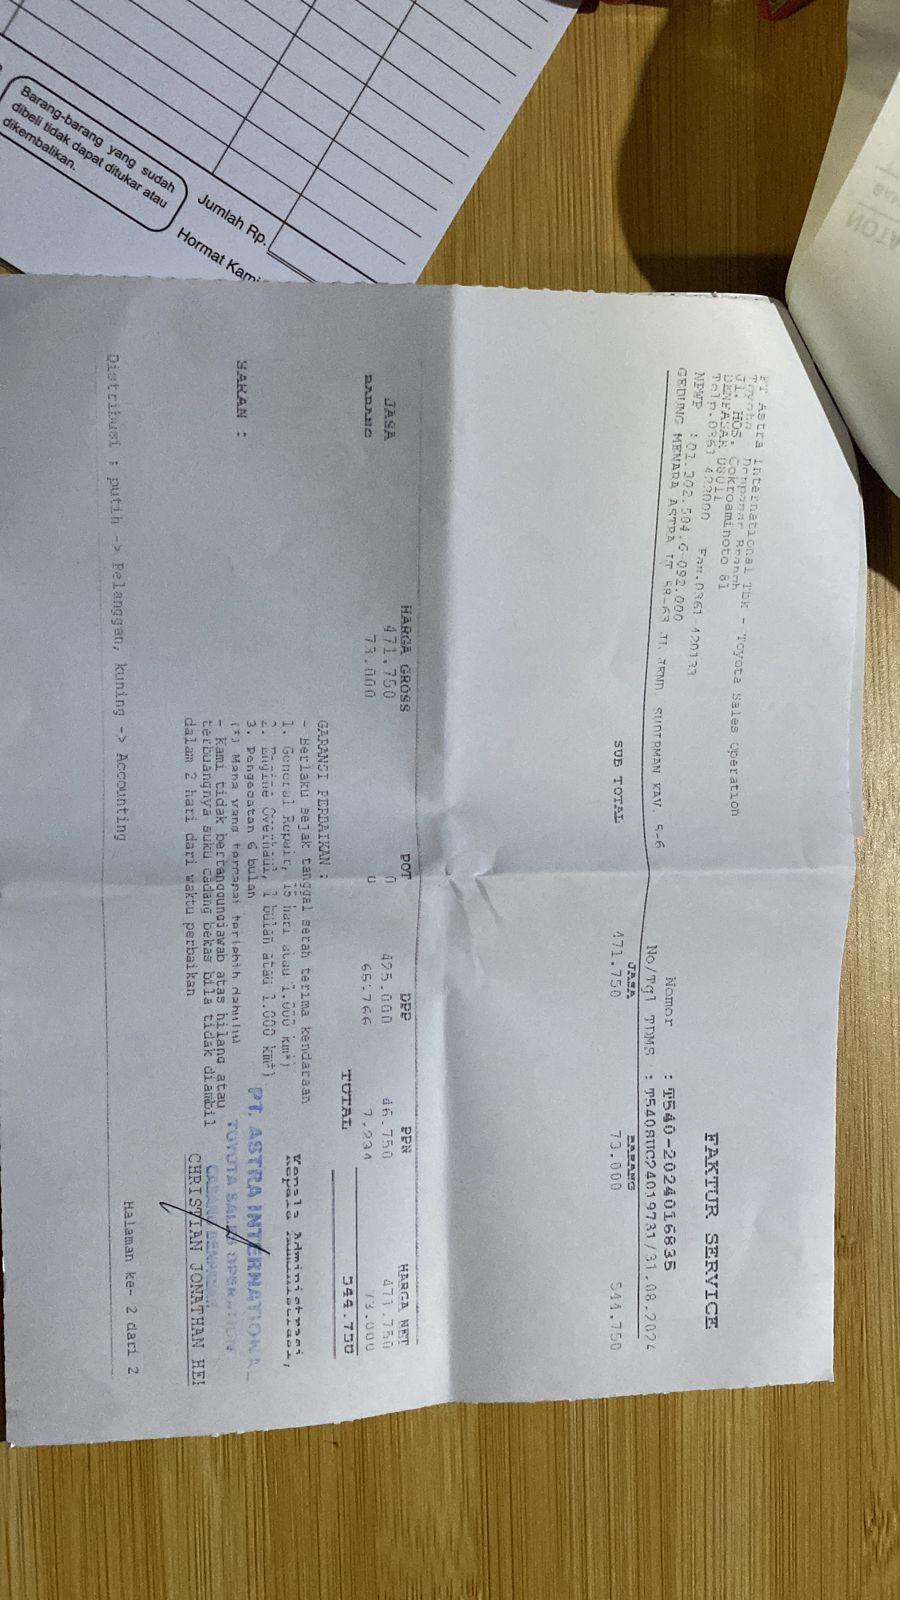 Barang-barang yang sudah
dibeli tidak dapat ditukar atau
dikembalikan.
Jumlah Rp.
Hormat Kami
PT Astra International Tbk - Toyota Sales Operation
Toyota Denpasar Branch
Jl. HOS. Cokroaminoto 81
DENPASAR 08011
Telp.0361 422000 Fax.0361 420133
NPWP : 01.302.584.6-092.000
GEDUNG MENARA ASTRA LT 58-63 JL JEND SUDIRMAN KAV. 5-6
FAKTUR SERVICE
Nomor : T540-2024016835
No/Tgl TDMS : T540SUC24019731/31.08.2024
JASA BARANG
SUB TOTAL 471.750 73.000 544.750
HARGA GROSS POT DPP PPN HARGA NET
JASA 471.750 0 425.000 46.750 471.750
BARANG 73.000 0 65.766 7.234 73.000
TOTAL 544.750
GARANSI PERBAIKAN :
- Berlaku sejak tanggal serah terima kendaraan
1. General Repair, 15 hari atau 1.000 km*)
2. Engine Overhaul, 1 bulan atau 1.000 km*)
3. Pengecatan 6 bulan
(*) Mana yang tercapai terlebih dahulu
- Kami tidak bertanggungjawab atas hilang atau
terbuangnya suku cadang bekas bila tidak diambil
dalam 2 hari dari waktu perbaikan
Kepala Administrasi,
PT. ASTRA INTERNATIONAL
TOYOTA SALES OPERATION
CABANG DENPASAR
CHRISTIAN JONATHAN HE
SARAN :
Distribusi : putih -> Pelanggan, kuning -> Accounting
Halaman ke- 2 dari 2